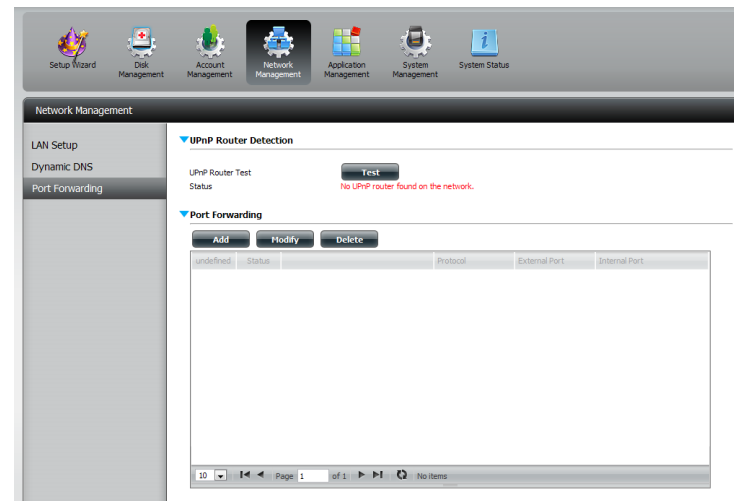 Setup Wizard
Disk Management
Account Management
Network Management
Application Management
System Management
System Status
Network Management
LAN Setup
Dynamic DNS
Port Forwarding
UPnP Router Detection
UPnP Router Test Test
Status No UPnP router found on the network.
Port Forwarding
Add Modify Delete
undefined Status Protocol External Port Internal Port
10 Page 1 of 1 No items